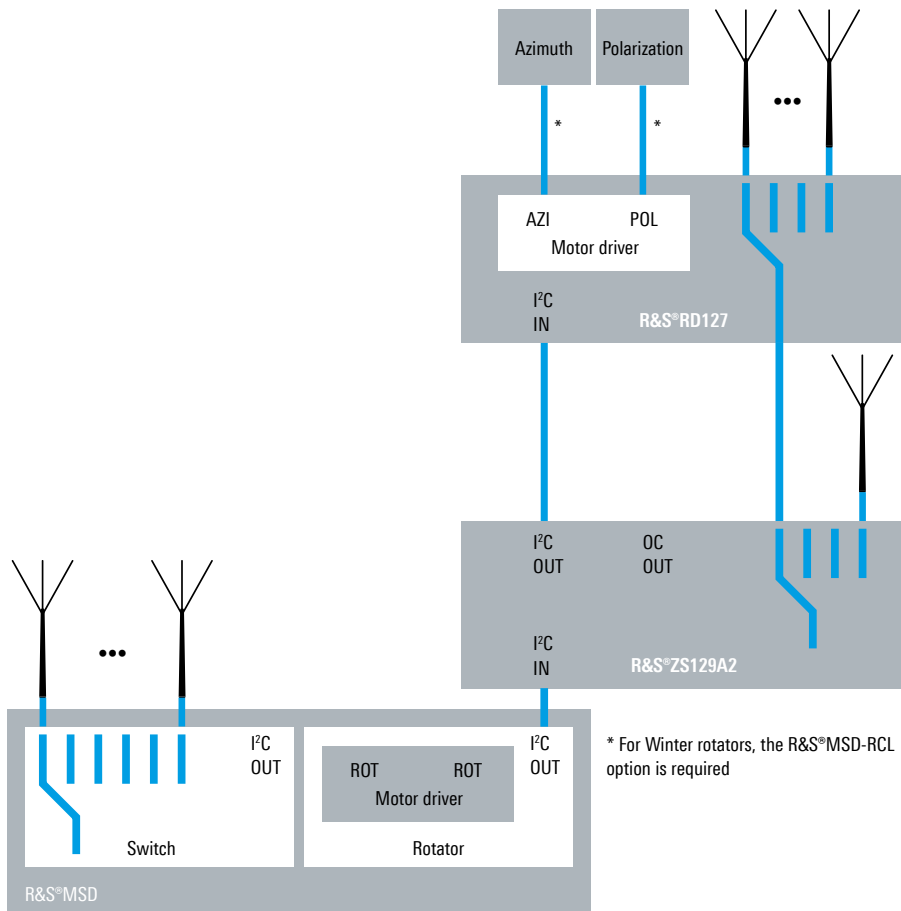 Azimuth
Polarization
*
*
AZI
POL
Motor driver
I²C
IN
R&S®RD127
•••
I²C
OUT
OC
OUT
I²C
IN
R&S®ZS129A2
•••
I²C
OUT
Switch
ROT
ROT
Motor driver
I²C
OUT
Rotator
R&S®MSD
* For Winter rotators, the R&S®MSD-RCL
option is required